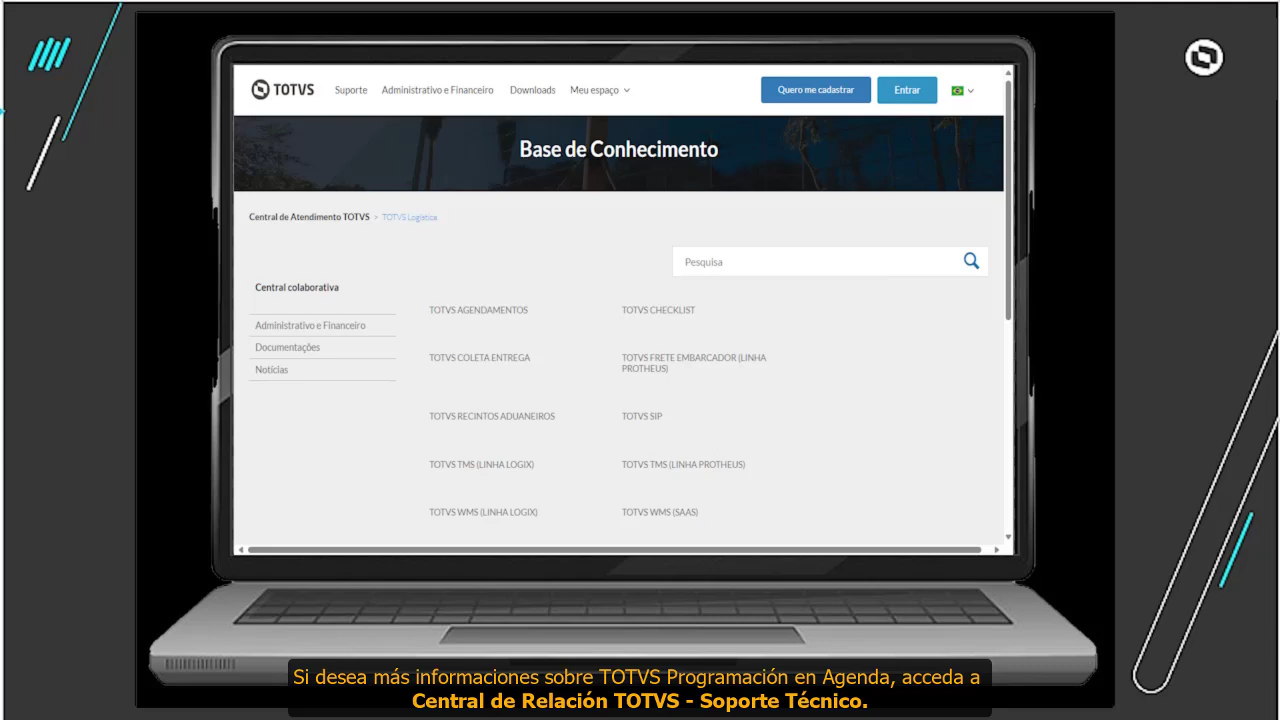 TOTVS Suporte Administrativo e Financeiro Downloads Meu espaço Quero me cadastrar Entrar
Base de Conhecimento
Central de Atendimento TOTVS > TOTVS Logística
Pesquisa
Central colaborativa
Administrativo e Financeiro
Documentações
Notícias
TOTVS AGENDAMENTOS
TOTVS CHECKLIST
TOTVS COLETA ENTREGA
TOTVS FRETE EMBARCADOR (LINHA
PROTHEUS)
TOTVS RECINTOS ADUANEIROS
TOTVS SIP
TOTVS TMS (LINHA LOGIX)
TOTVS TMS (LINHA PROTHEUS)
TOTVS WMS (LINHA LOGIX)
TOTVS WMS (SAAS)
Si desea más informaciones sobre TOTVS Programación en Agenda, acceda a
Central de Relación TOTVS - Soporte Técnico.